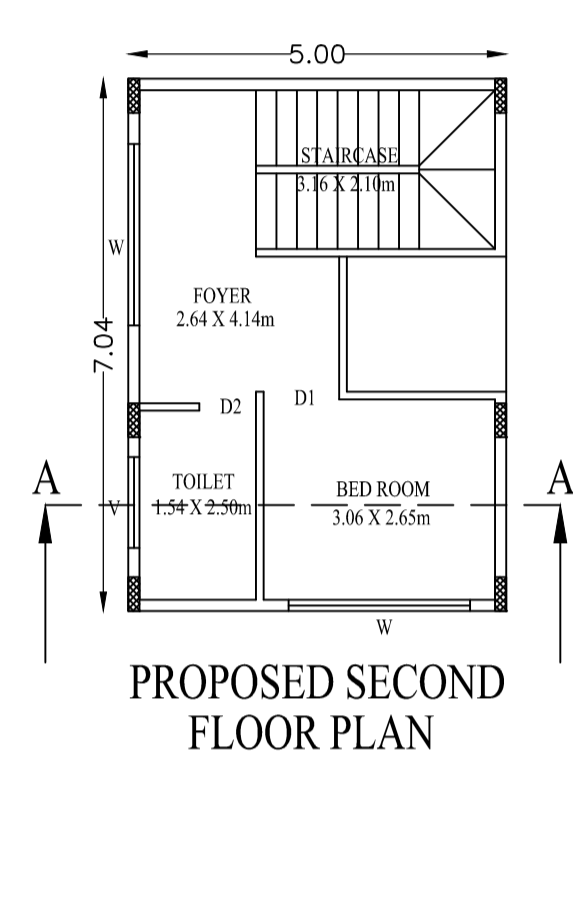 5.00
STAIRCASE
3.16 X 2.10m
W
FOYER
2.64 X 4.14m
7.04
D2
D1
A
A
TOILET
1.54 X 2.50m
V
BED ROOM
3.06 X 2.65m
W
PROPOSED SECOND
FLOOR PLAN